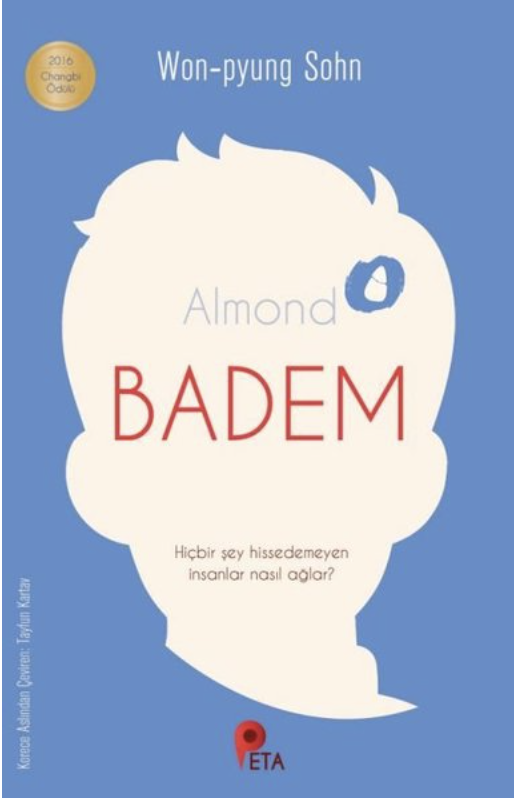 2016
Changbi
Ödülü
Won-pyung Sohn
Almond
BADEM
Hiçbir şey hissedemeyen
insanlar nasıl ağlar?
Korece Aslından Çeviren: Tayfun Kartav
PETA